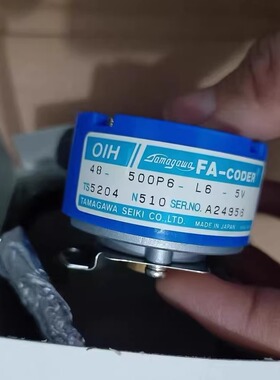 OIH Tamagawa FA-CODER
48- 500P6- L6 - 5V
TS5204 N510 SER.NO. A24958
TAMAGAWA SEIKI CO., LTD. MADE IN JAPAN